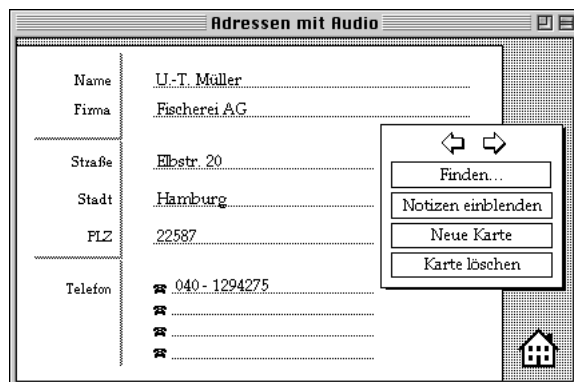 Adressen mit Audio
Name U.-T. Müller
Firma Fischerei AG
Straße Elbstr. 20
Stadt Hamburg
PLZ 22587
Telefon ☎ 040 - 1294275
☎
☎
☎
Finden...
Notizen einblenden
Neue Karte
Karte löschen